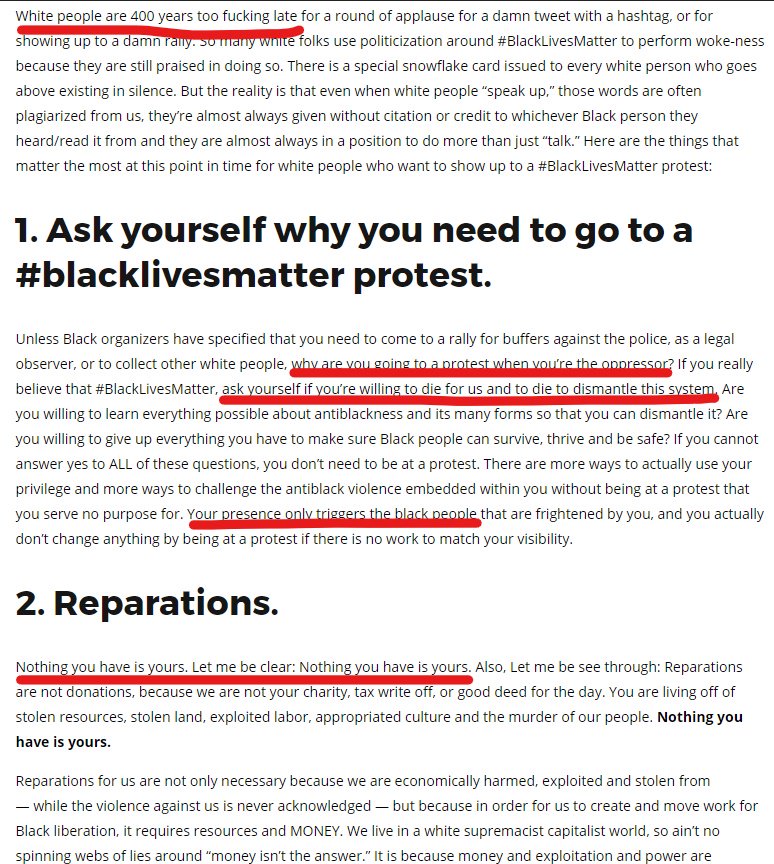 White people are 400 years too fucking late for a round of applause for a damn tweet with a hashtag, or for
showing up to a damn rally. So many white folks use politicization around #BlackLivesMatter to perform woke-ness
because they are still praised in doing so. There is a special snowflake card issued to every white person who goes
above existing in silence. But the reality is that even when white people “speak up,” those words are often
plagiarized from us, they’re almost always given without citation or credit to whichever Black person they
heard/read it from and they are almost always in a position to do more than just “talk.” Here are the things that
matter the most at this point in time for white people who want to show up to a #BlackLivesMatter protest:
1. Ask yourself why you need to go to a
#blacklivesmatter protest.
Unless Black organizers have specified that you need to come to a rally for buffers against the police, as a legal
observer, or to collect other white people, why are you going to a protest when you’re the oppressor? If you really
believe that #BlackLivesMatter, ask yourself if you’re willing to die for us and to die to dismantle this system. Are
you willing to learn everything possible about antiblackness and its many forms so that you can dismantle it? Are
you willing to give up everything you have to make sure Black people can survive, thrive and be safe? If you cannot
answer yes to ALL of these questions, you don’t need to be at a protest. There are more ways to actually use your
privilege and more ways to challenge the antiblack violence embedded within you without being at a protest that
you serve no purpose for. Your presence only triggers the black people that are frightened by you, and you actually
don’t change anything by being at a protest if there is no work to match your visibility.
2. Reparations.
Nothing you have is yours. Let me be clear: Nothing you have is yours. Also, Let me be see through: Reparations
are not donations, because we are not your charity, tax write off, or good deed for the day. You are living off of
stolen resources, stolen land, exploited labor, appropriated culture and the murder of our people. Nothing you
have is yours.
Reparations for us are not only necessary because we are economically harmed, exploited and stolen from
— while the violence against us is never acknowledged — but because in order for us to create and move work for
Black liberation, it requires resources and MONEY. We live in a white supremacist capitalist world, so ain’t no
spinning webs of lies around “money isn’t the answer.” It is because money and exploitation and power are